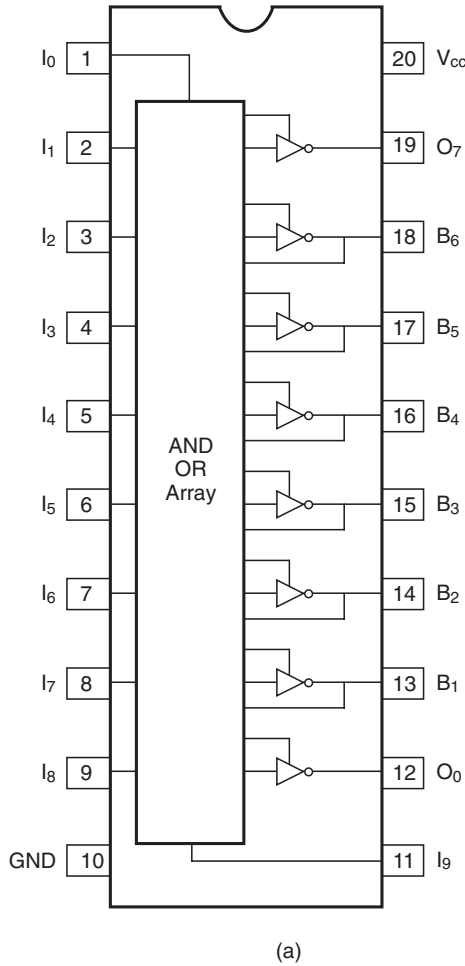 I0 1 20 Vcc
I1 2 19 O7
I2 3 18 B6
I3 4 17 B5
I4 5 16 B4
AND
OR
Array
I5 6 15 B3
I6 7 14 B2
I7 8 13 B1
I8 9 12 O0
GND 10 11 I9
(a)